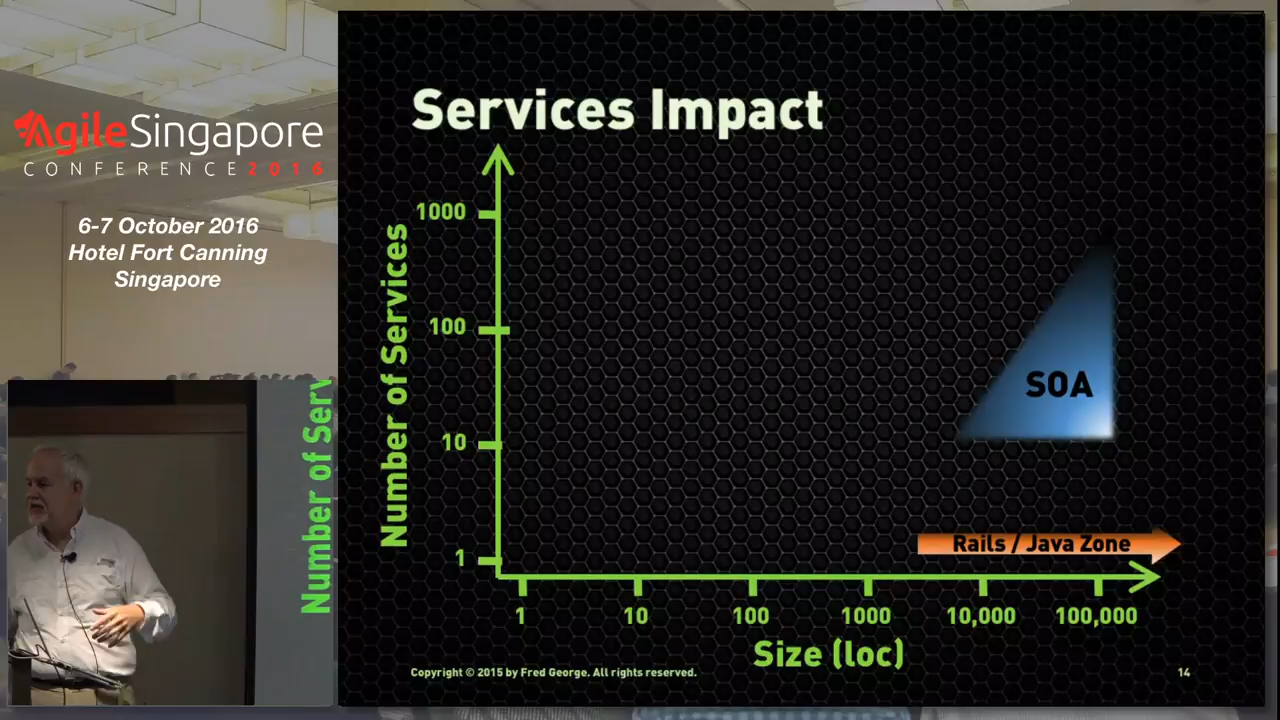 AgileSingapore
CONFERENCE 2016
6-7 October 2016
Hotel Fort Canning
Singapore
Number of Serv
Services Impact
Number of Services
1000
100
10
1
SOA
Rails / Java Zone
1
10
100
1000
10,000
100,000
Size (loc)
Copyright © 2015 by Fred George. All rights reserved.
14